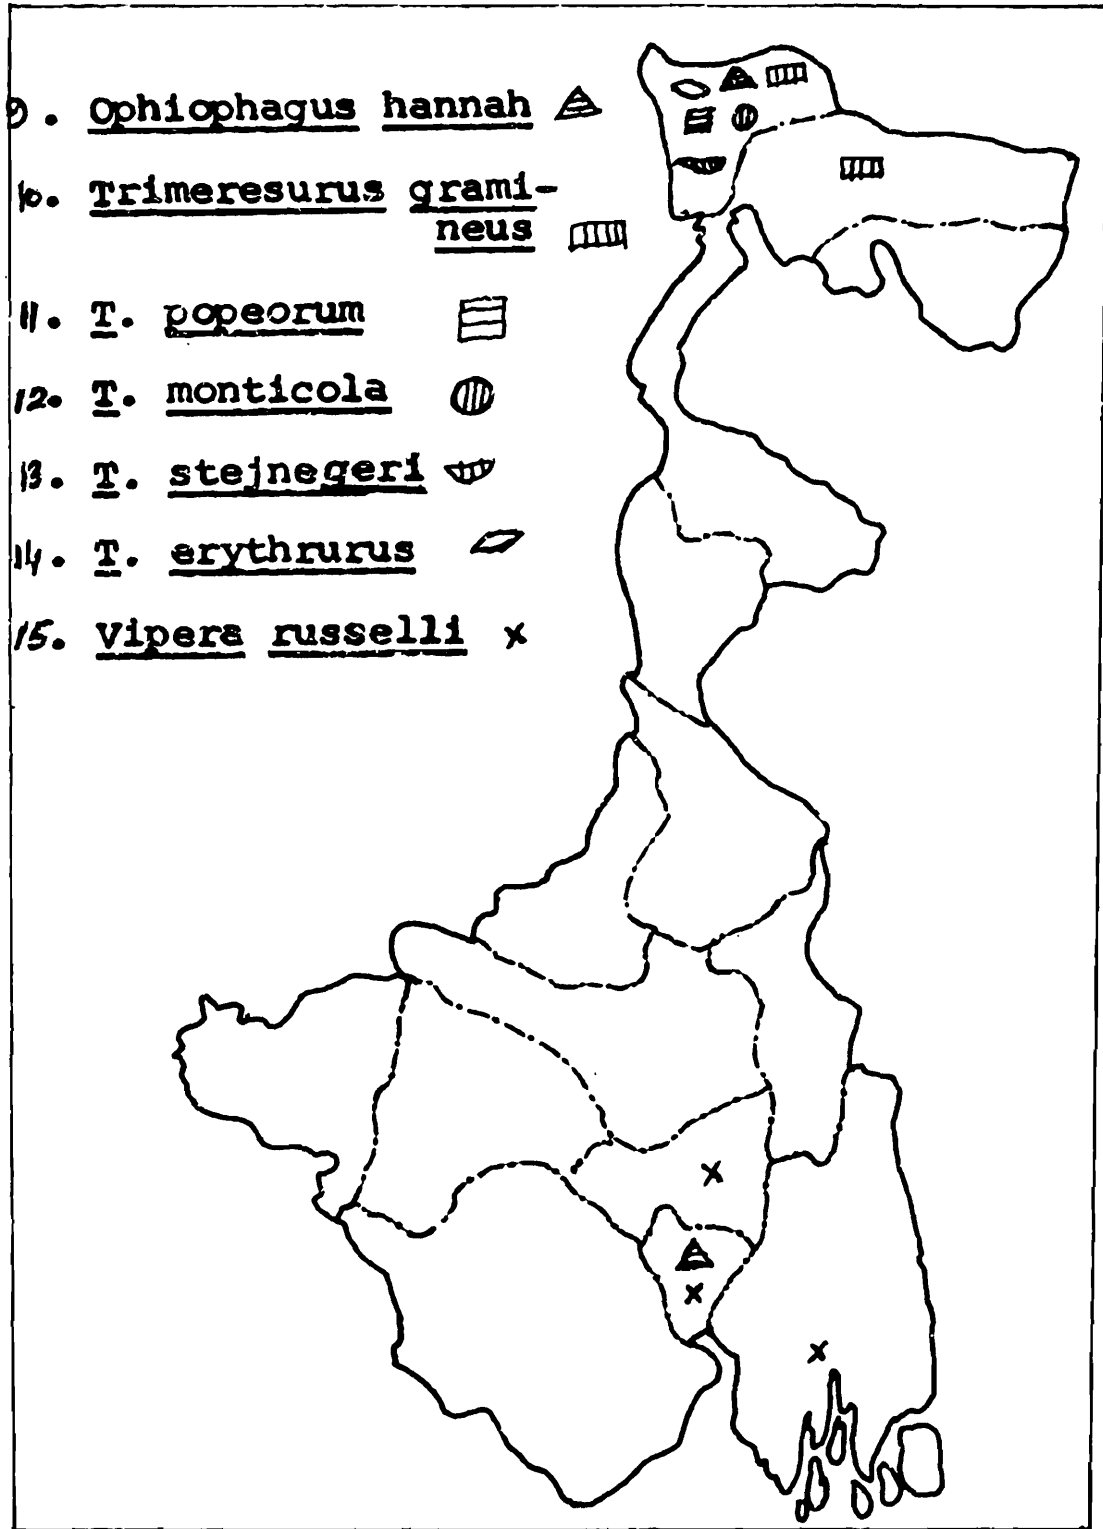 9. Ophiophagus hannah
10. Trimeresurus grami-
neus
11. T. popeorum
12. T. monticola
13. T. stejnegeri
14. T. erythrurus
15. Vipera russelli